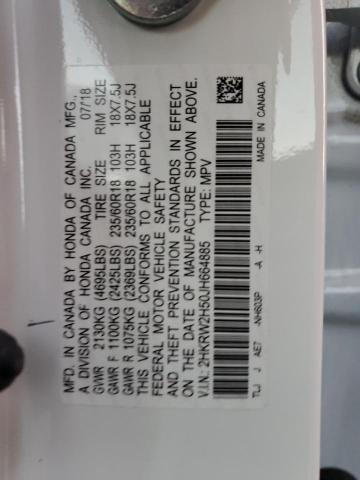 MFD. IN CANADA BY HONDA OF CANADA MFG.,
A DIVISION OF HONDA CANADA INC. 07/18
TIRE SIZE RIM SIZE
GVWR 2130KG (4695LBS)
GAWR F 1100KG (2425LBS) 235/60R18 103H 18X7.5J
GAWR R 1075KG (2369LBS) 235/60R18 103H 18X7.5J
THIS VEHICLE CONFORMS TO ALL APPLICABLE
FEDERAL MOTOR VEHICLE SAFETY
AND THEFT PREVENTION STANDARDS IN EFFECT
ON THE DATE OF MANUFACTURE SHOWN ABOVE.
V.I.N.: 2HKRW2H50JH664885 TYPE: MPV
TLJ J AE7 -NH603P -A -H
MADE IN CANADA